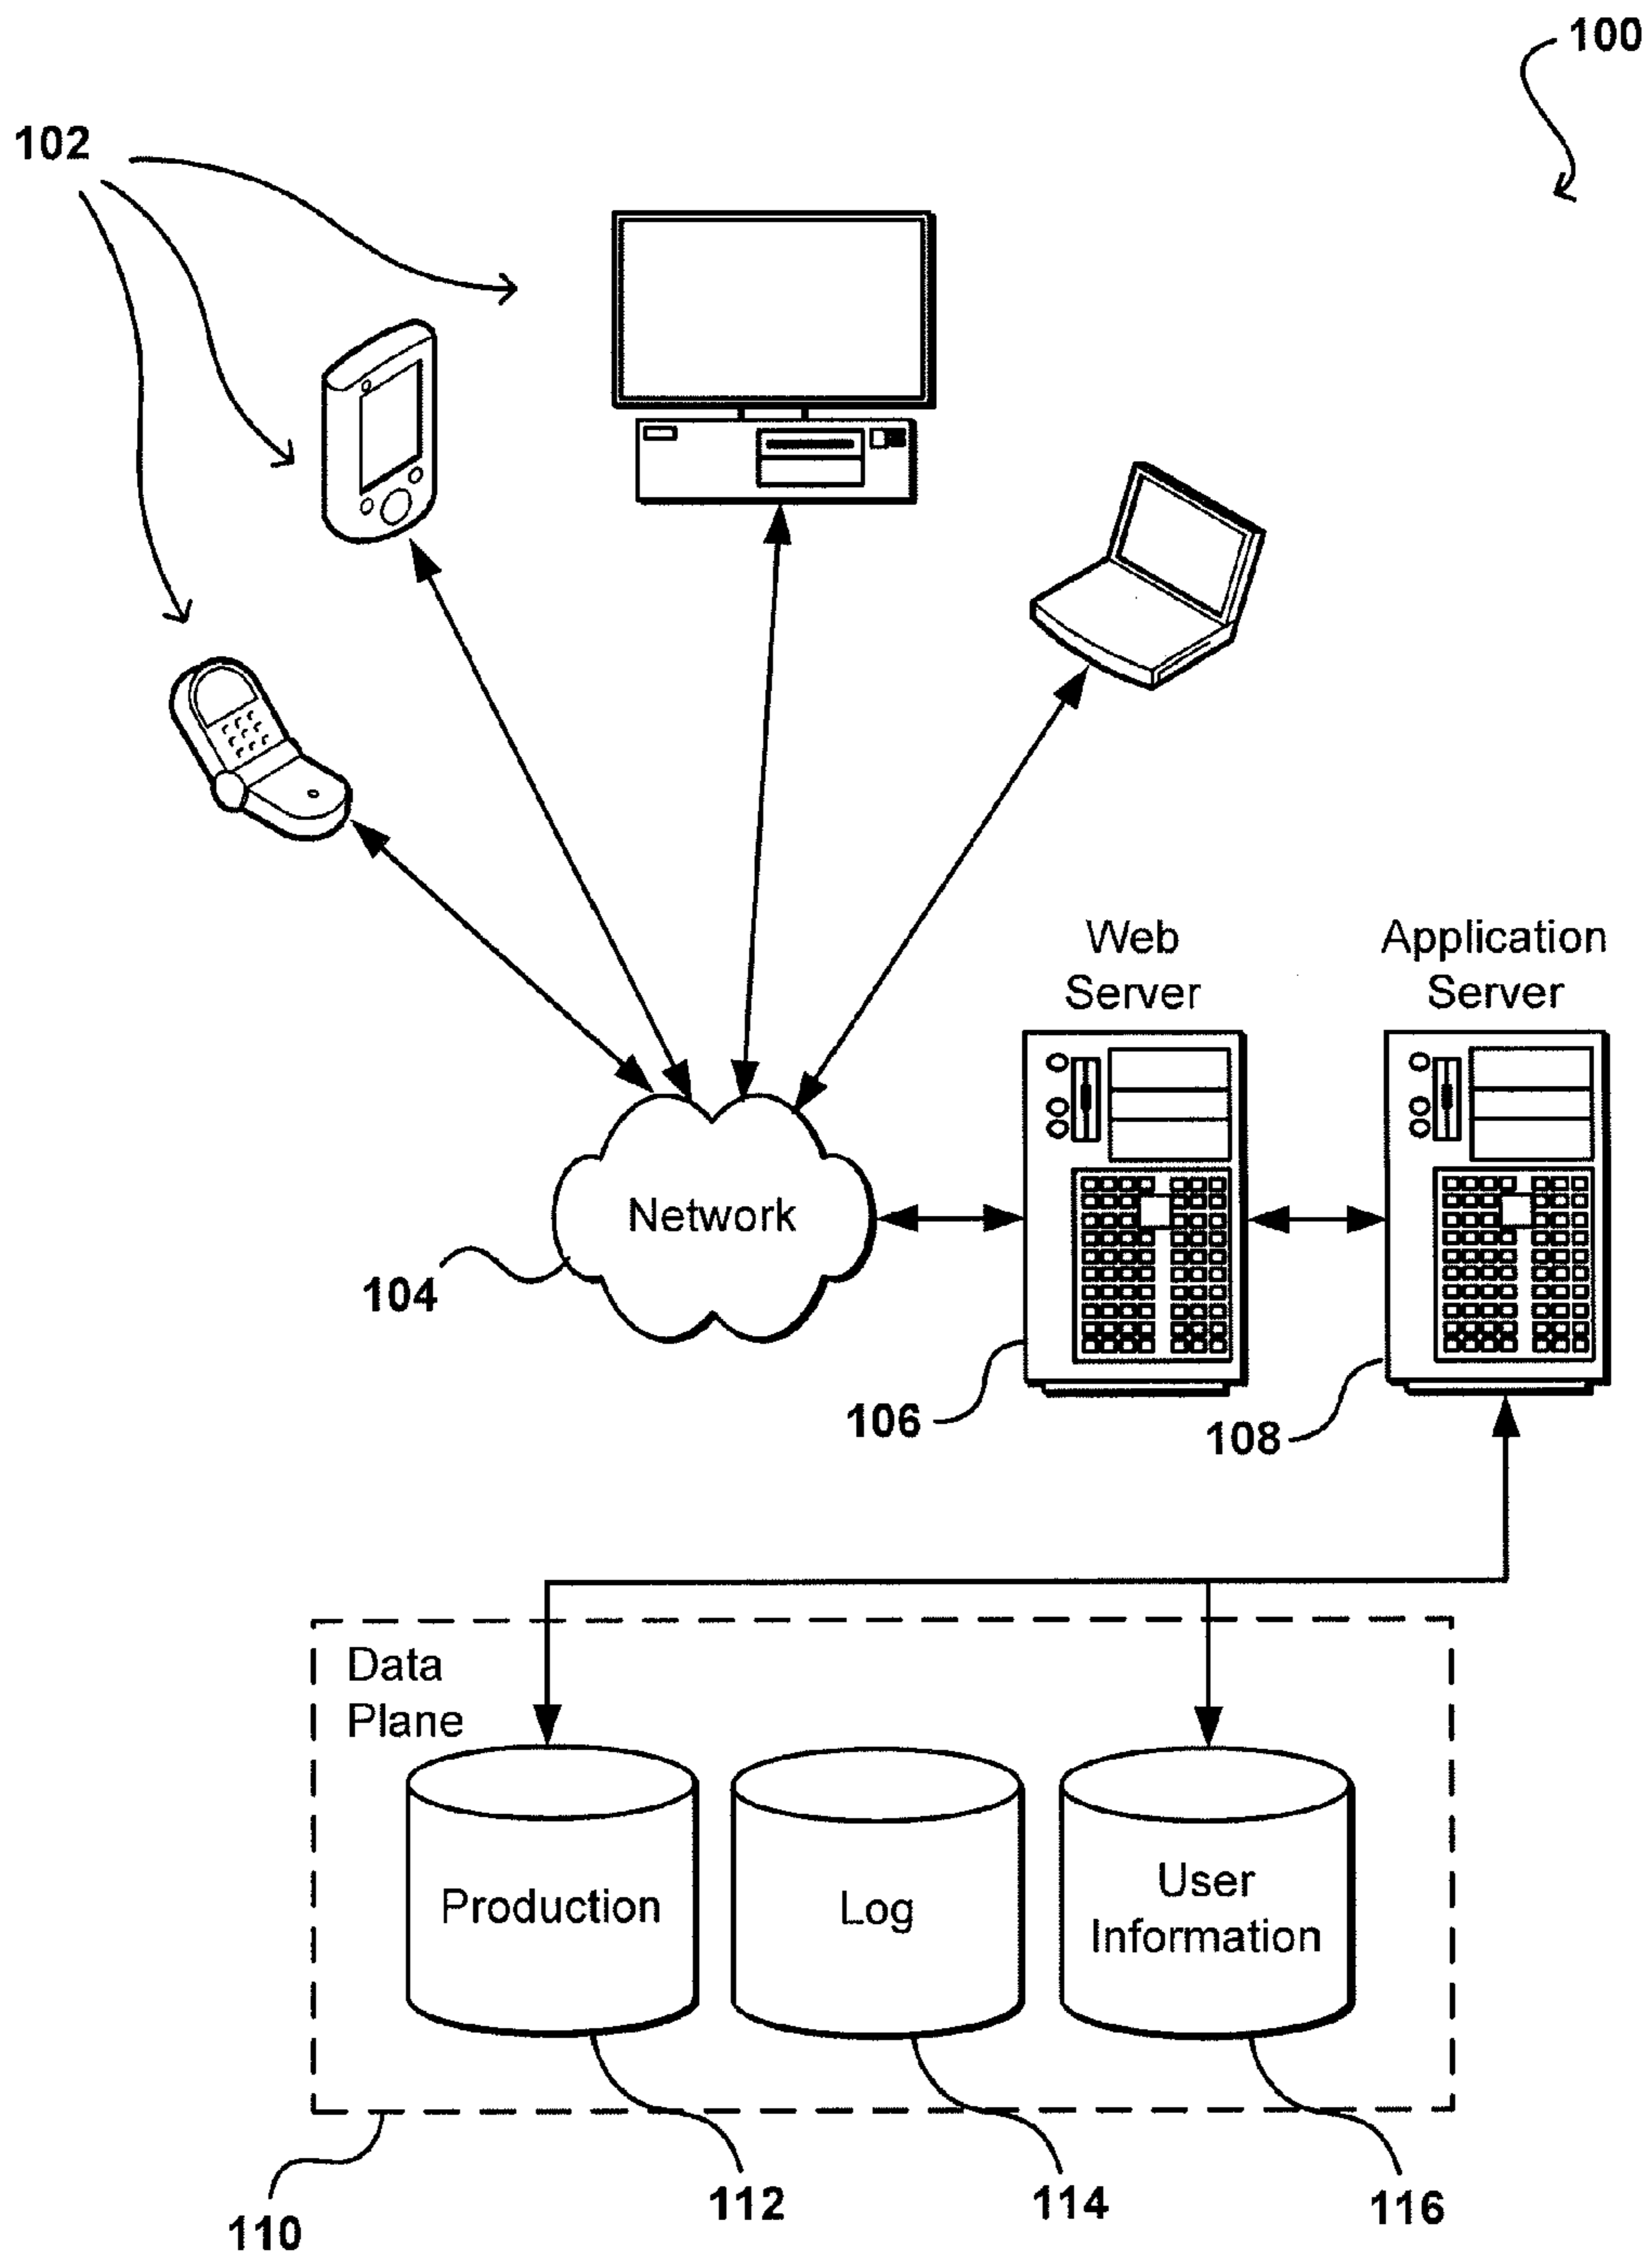 100
102
Web
Server
Application
Server
Network
104
106
108
Data
Plane
Production
Log
User
Information
110
112
114
116